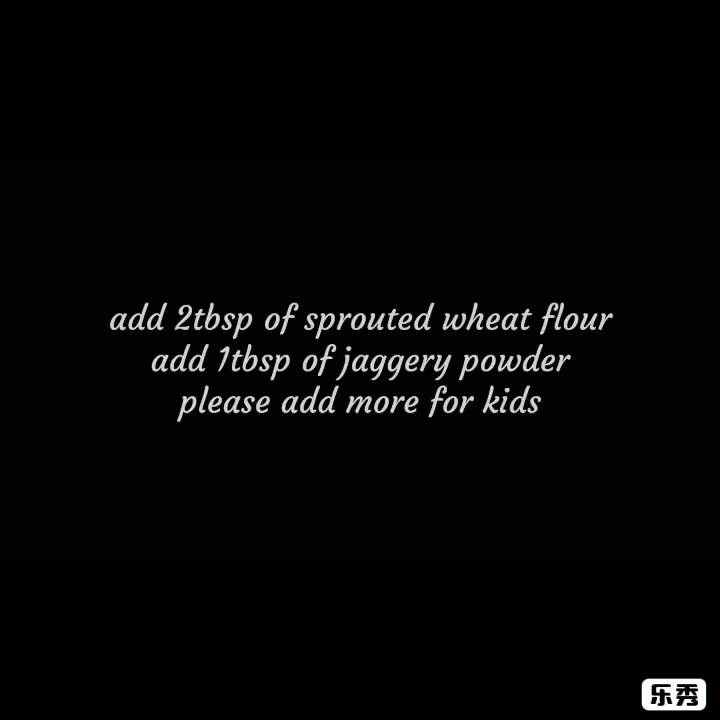 add 2tbsp of sprouted wheat flour
add 1tbsp of jaggery powder
please add more for kids
乐秀